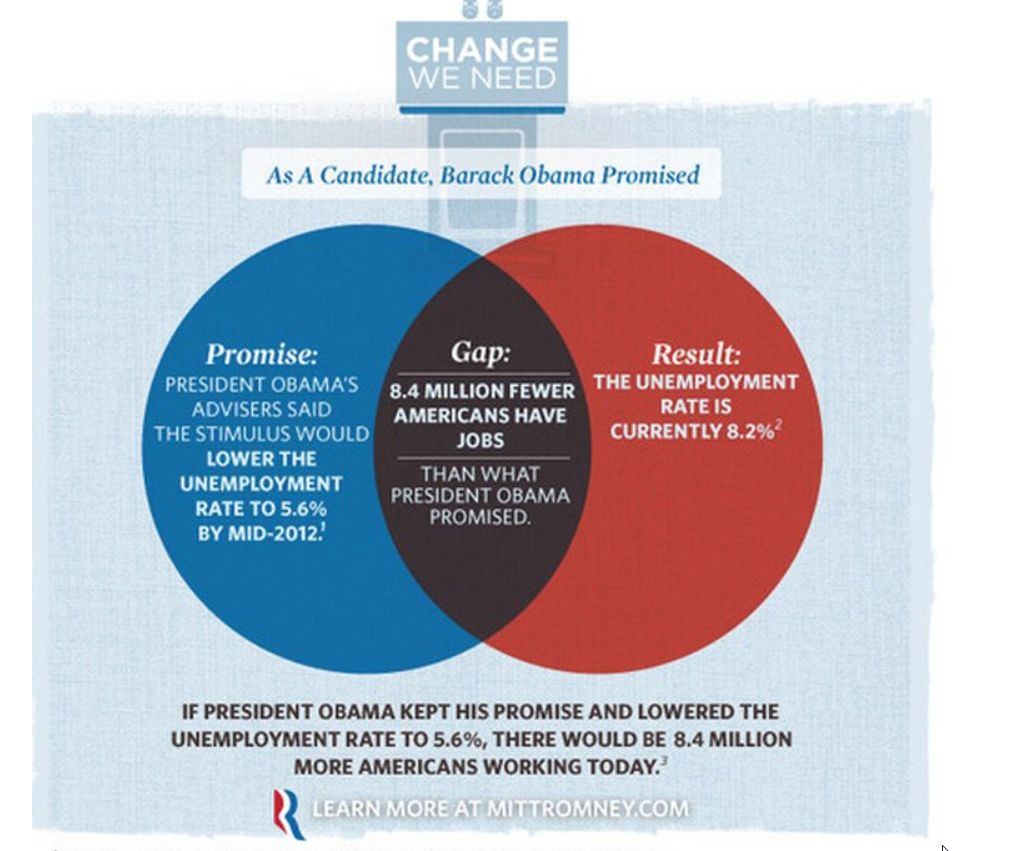 CHANGE
WE NEED
As A Candidate, Barack Obama Promised
Promise:
PRESIDENT OBAMA'S
ADVISERS SAID
THE STIMULUS WOULD
LOWER THE
UNEMPLOYMENT
RATE TO 5.6%
BY MID-2012.¹
Gap:
8.4 MILLION FEWER
AMERICANS HAVE
JOBS
THAN WHAT
PRESIDENT OBAMA
PROMISED.
Result:
THE UNEMPLOYMENT
RATE IS
CURRENTLY 8.2%²
IF PRESIDENT OBAMA KEPT HIS PROMISE AND LOWERED THE
UNEMPLOYMENT RATE TO 5.6%, THERE WOULD BE 8.4 MILLION
MORE AMERICANS WORKING TODAY.³
R LEARN MORE AT MITTROMNEY.COM